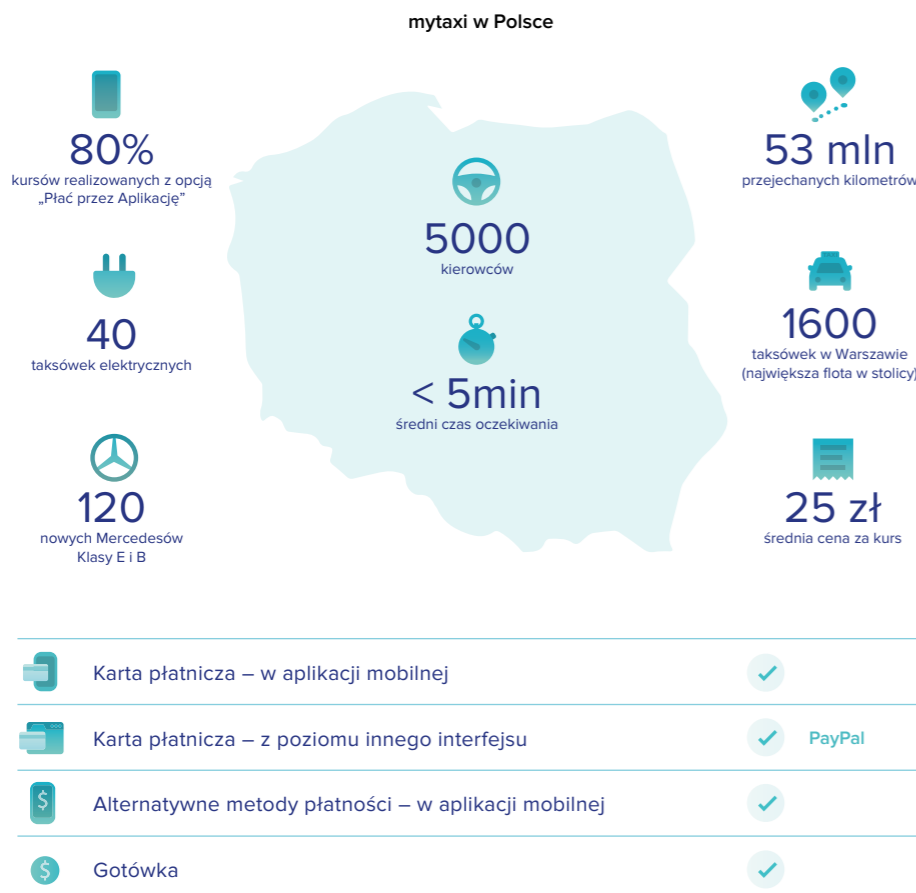 mytaxi w Polsce
80%
kursów realizowanych z opcją
„Płać przez Aplikację”
40
taksówek elektrycznych
120
nowych Mercedesów
Klasy E i B
5000
kierowców
< 5min
średni czas oczekiwania
53 mln
przejechanych kilometrów
1600
taksówek w Warszawie
(największa flota w stolicy)
25 zł
średnia cena za kurs
Karta płatnicza – w aplikacji mobilnej
Karta płatnicza – z poziomu innego interfejsu PayPal
Alternatywne metody płatności – w aplikacji mobilnej
Gotówka